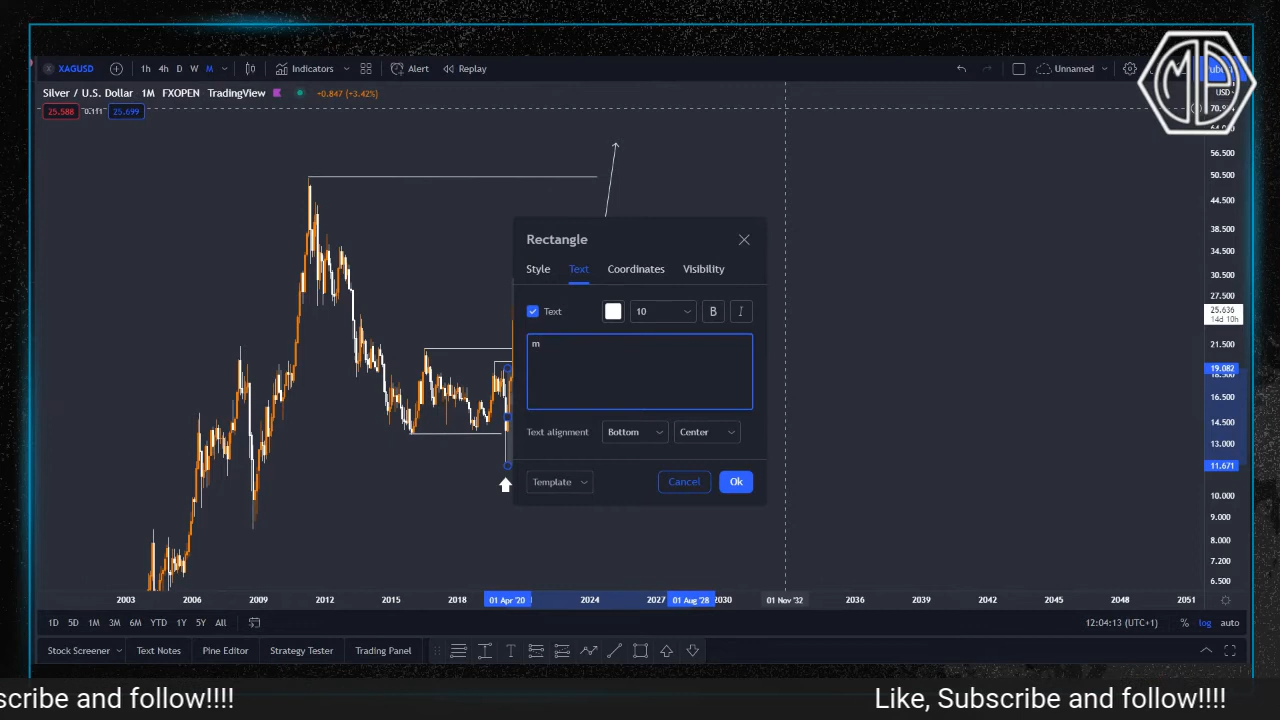 XAGUSD 1h 4h D W M Indicators Alert Replay Unnamed
Silver / U.S. Dollar 1M FXOPEN TradingView +0.847 (+3.42%) USD
25.588 0.111 25.699
MP
56.500
50.500
44.500
38.500
34.500
30.500
27.500
25.636
14d 10h
21.500
19.082
16.500
14.500
13.000
11.671
10.000
9.000
8.000
7.200
6.500
Rectangle
Style Text Coordinates Visibility
Text 10 B I
m
Text alignment Bottom Center
Template Cancel Ok
2003 2006 2009 2012 2015 2018 01 Apr '20 2024 2027 01 Aug '28 2030 01 Nov '32 2036 2039 2042 2045 2048 2051
1D 5D 1M 3M 6M YTD 1Y 5Y All 12:04:13 (UTC+1) % log auto
Stock Screener Text Notes Pine Editor Strategy Tester Trading Panel
scribe and follow!!!! Like, Subscribe and follow!!!!